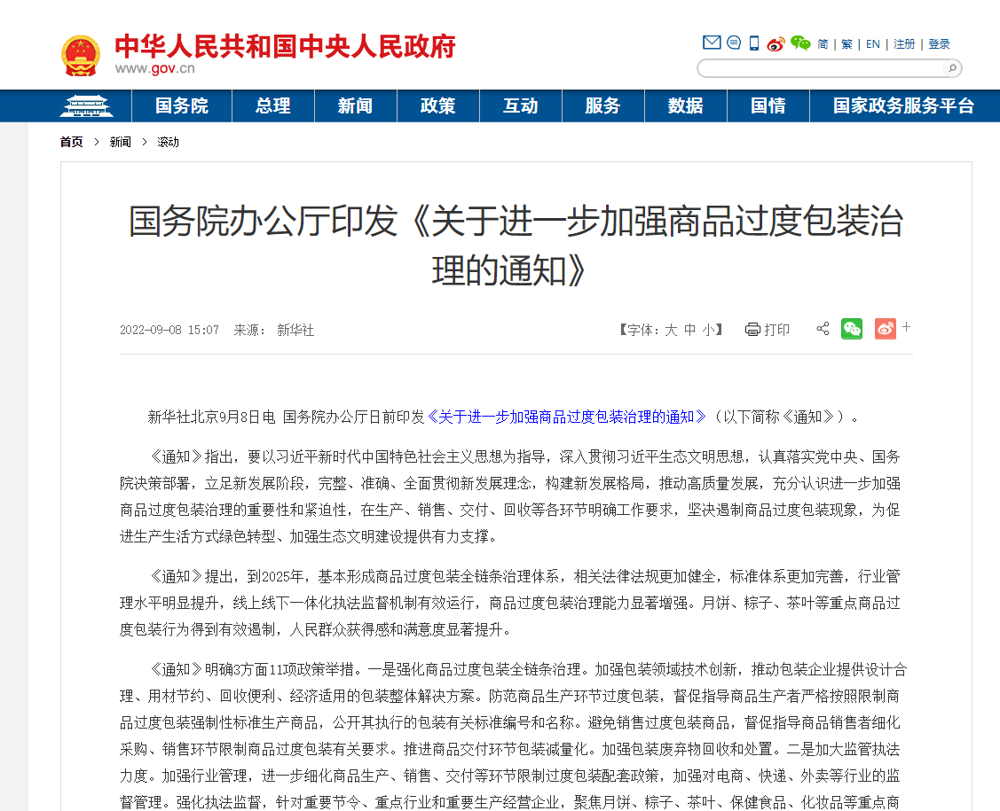 中华人民共和国中央人民政府
www.gov.cn
简 | 繁 | EN | 注册 | 登录
国务院 总理 新闻 政策 互动 服务 数据 国情 国家政务服务平台
首页 > 新闻 > 滚动
国务院办公厅印发《关于进一步加强商品过度包装治
理的通知》
2022-09-08 15:07 来源： 新华社 【字体：大 中 小】 打印 +
新华社北京9月8日电 国务院办公厅日前印发《关于进一步加强商品过度包装治理的通知》（以下简称《通知》）。
《通知》指出，要以习近平新时代中国特色社会主义思想为指导，深入贯彻习近平生态文明思想，认真落实党中央、国务
院决策部署，立足新发展阶段，完整、准确、全面贯彻新发展理念，构建新发展格局，推动高质量发展，充分认识进一步加强
商品过度包装治理的重要性和紧迫性，在生产、销售、交付、回收等各环节明确工作要求，坚决遏制商品过度包装现象，为促
进生产生活方式绿色转型、加强生态文明建设提供有力支撑。
《通知》提出，到2025年，基本形成商品过度包装全链条治理体系，相关法律法规更加健全，标准体系更加完善，行业管
理水平明显提升，线上线下一体化执法监督机制有效运行，商品过度包装治理能力显著增强。月饼、粽子、茶叶等重点商品过
度包装行为得到有效遏制，人民群众获得感和满意度显著提升。
《通知》明确3方面11项政策举措。一是强化商品过度包装全链条治理。加强包装领域技术创新，推动包装企业提供设计合
理、用材节约、回收便利、经济适用的包装整体解决方案。防范商品生产环节过度包装，督促指导商品生产者严格按照限制商
品过度包装强制性标准生产商品，公开其执行的包装有关标准编号和名称。避免销售过度包装商品，督促指导商品销售者细化
采购、销售环节限制商品过度包装有关要求。推进商品交付环节包装减量化。加强包装废弃物回收和处置。二是加大监管执法
力度。加强行业管理，进一步细化商品生产、销售、交付等环节限制过度包装配套政策，加强对电商、快递、外卖等行业的监
督管理。强化执法监督，针对重要节令、重点行业和重要生产经营企业，聚焦月饼、粽子、茶叶、保健食品、化妆品等重点商